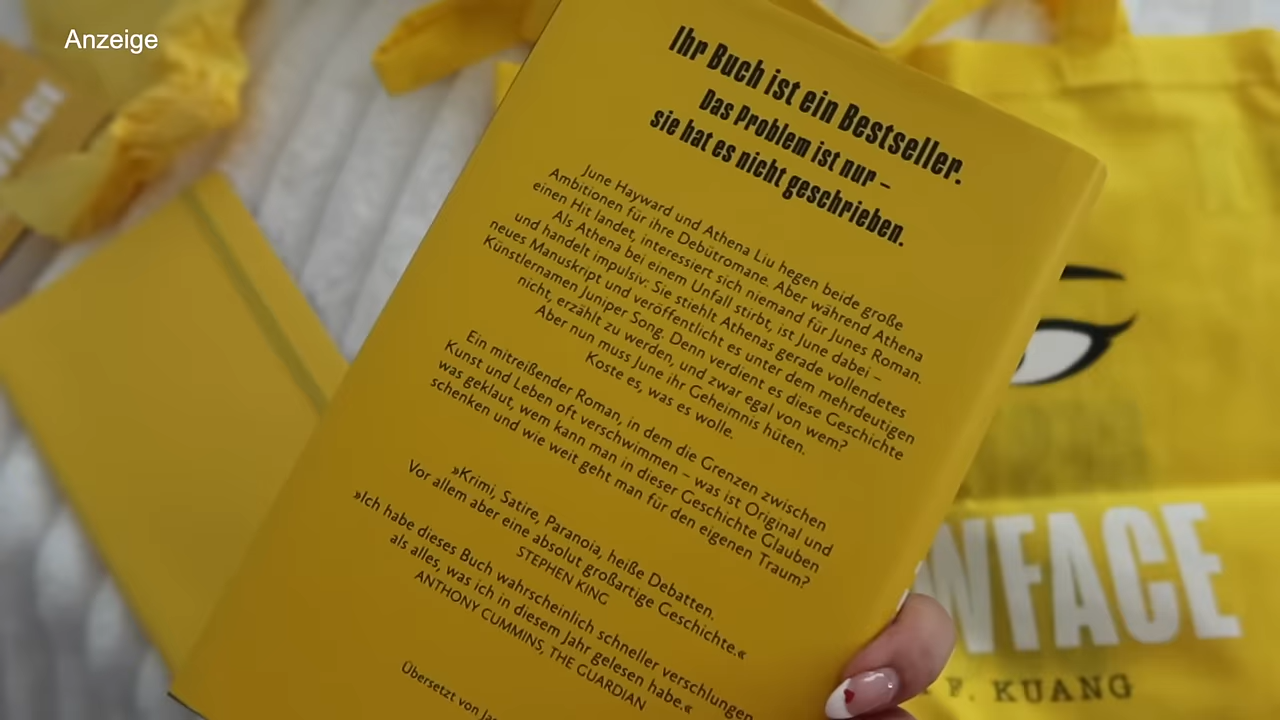 Anzeige
Ihr Buch ist ein Bestseller.
Das Problem ist nur –
sie hat es nicht geschrieben.
June Hayward und Athena Liu hegen beide große
Ambitionen für ihre Debütromane. Aber während Athena
einen Hit landet, interessiert sich niemand für Junes Roman.
Als Athena bei einem Unfall stirbt, ist June dabei –
und handelt impulsiv: Sie stiehlt Athenas gerade vollendetes
neues Manuskript und veröffentlicht es unter dem mehrdeutigen
Künstlernamen Juniper Song. Denn verdient es diese Geschichte
nicht, erzählt zu werden, und zwar egal von wem?
Aber nun muss June ihr Geheimnis hüten.
Koste es, was es wolle.
Ein mitreißender Roman, in dem die Grenzen zwischen
Kunst und Leben oft verschwimmen – was ist Original und
was geklaut, wem kann man in dieser Geschichte Glauben
schenken und wie weit geht man für den eigenen Traum?
»Krimi, Satire, Paranoia, heiße Debatten.
Vor allem aber eine absolut großartige Geschichte.«
STEPHEN KING
»Ich habe dieses Buch wahrscheinlich schneller verschlungen
als alles, was ich in diesem Jahr gelesen habe.«
ANTHONY CUMMINS, THE GUARDIAN
Übersetzt von
WFACE
F. KUANG